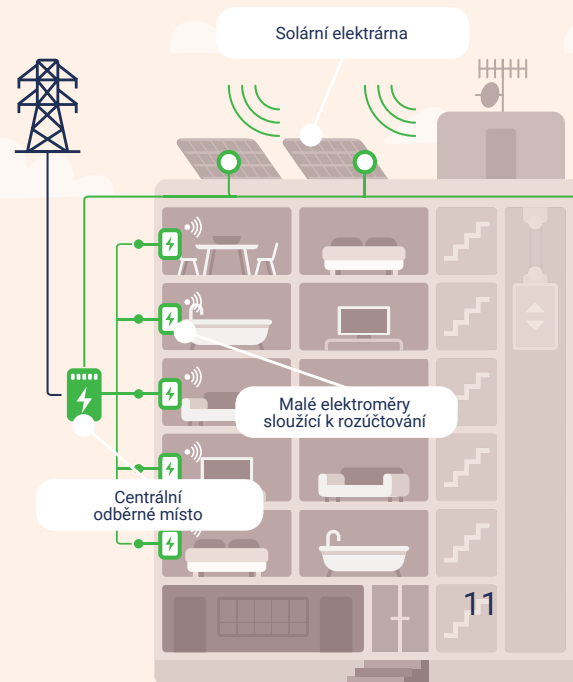 Solární elektrárna
Malé elektroměry
sloužící k rozúčtování
Centrální
odběrné místo
11